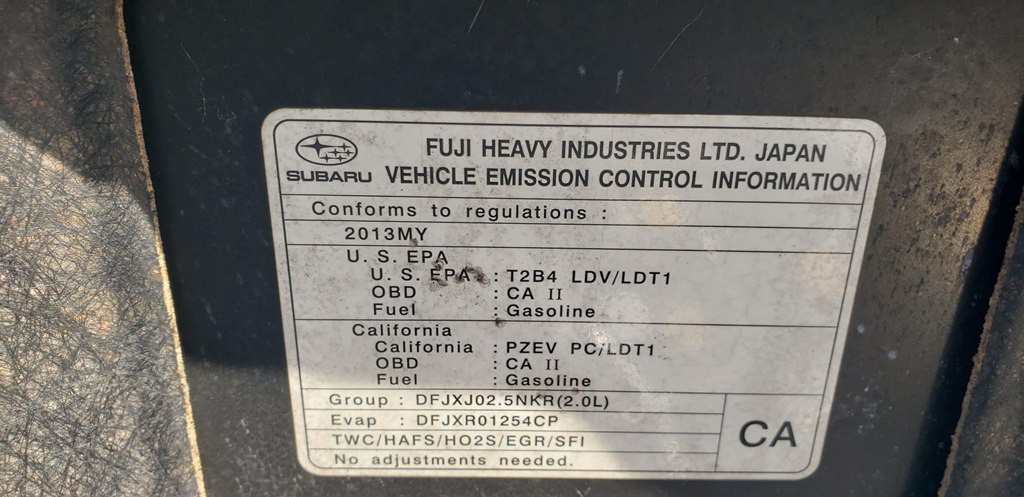 FUJI HEAVY INDUSTRIES LTD. JAPAN
SUBARU VEHICLE EMISSION CONTROL INFORMATION
Conforms to regulations :
2013MY
U. S. EPA
U. S. EPA : T2B4 LDV/LDT1
OBD : CA II
Fuel : Gasoline
California
California : PZEV PC/LDT1
OBD : CA II
Fuel : Gasoline
Group : DFJXJ02.5NKR(2.0L)
Evap : DFJXR01254CP
TWC/HAFS/HO2S/EGR/SFI
No adjustments needed.
CA